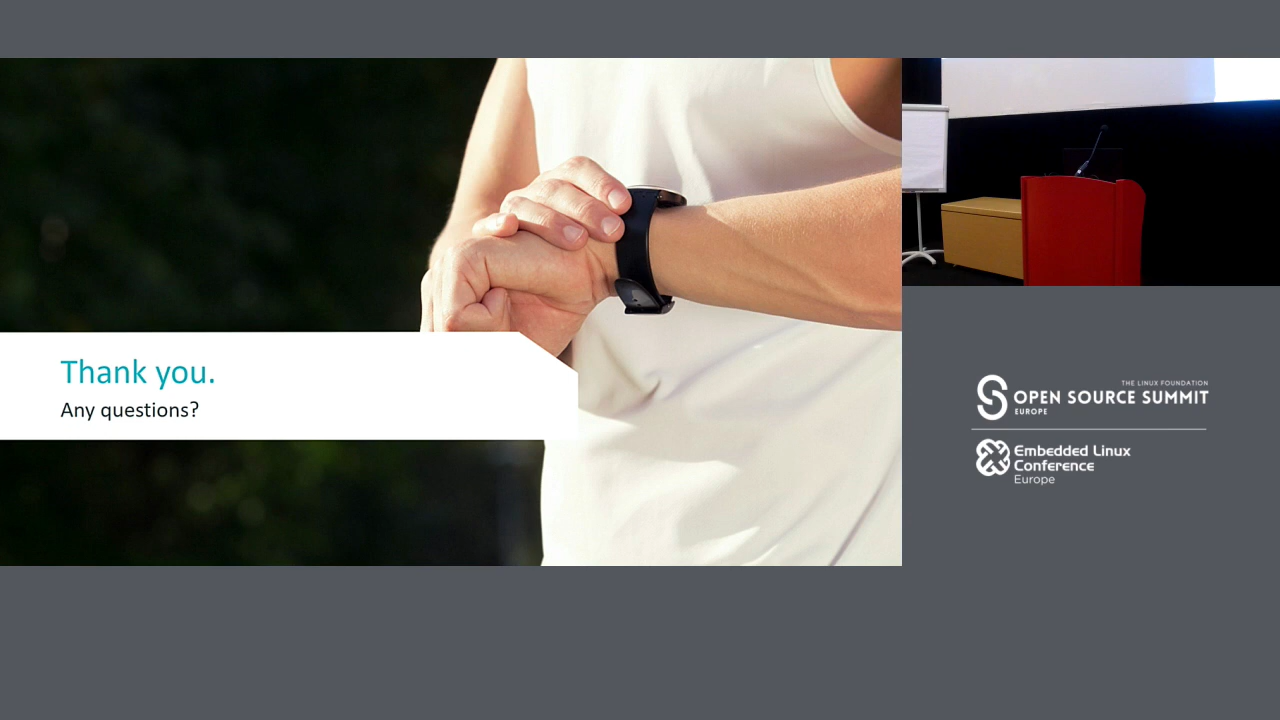 Thank you.
Any questions?
THE LINUX FOUNDATION
OPEN SOURCE SUMMIT
EUROPE
Embedded Linux
Conference
Europe